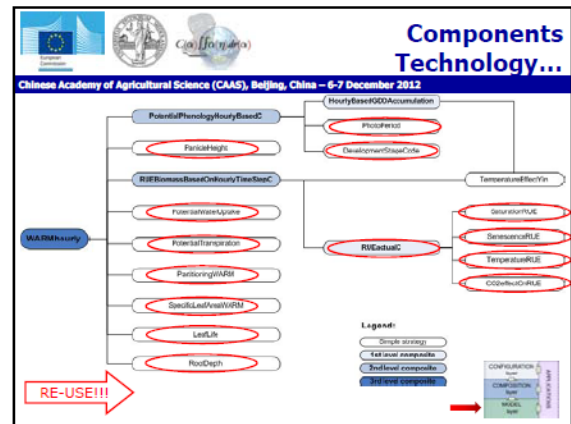 Components
Technology...
European
Commission
Chinese Academy of Agricultural Science (CAAS), Beijing, China – 6-7 December 2012
HourlyBasedGDDAccumulation
PotentialPhenologyHourlyBasedC
PhotoPeriod
PanicleHeight
DevelopmentStageCode
RUEBiomassBasedOnHourlyTimeStepC
TemperatureEffectYin
PotentialWaterUptake
SaturationRUE
SenescenceRUE
WARMhourly
PotentialTranspiration
RUEactualC
TemperatureRUE
PartitioningWARM
CO2effectOnRUE
SpecificLeafAreaWARM
LeafLife
RootDepth
Legend:
Simple strategy
1st level composite
2nd level composite
3rd level composite
RE-USE!!!
CONFIGURATION
layer
COMPOSITION
layer
MODEL
layer
APPLICATIONS